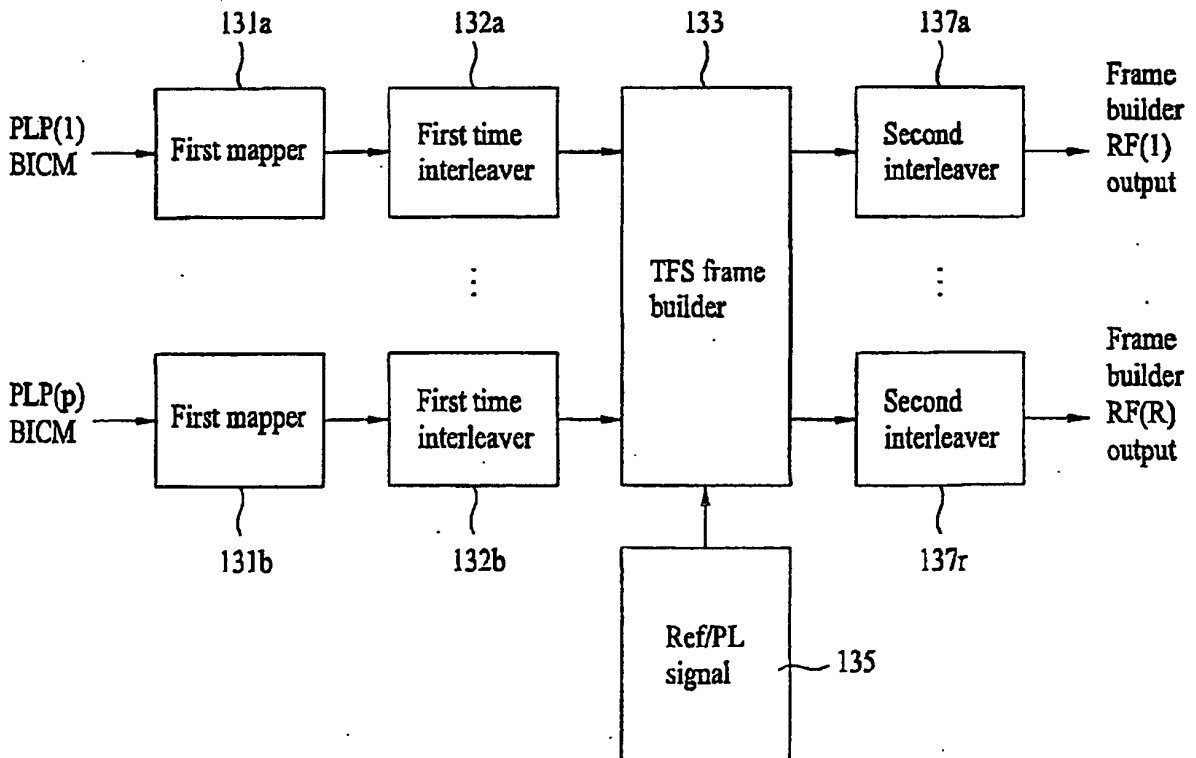 131a
132a
133
137a
PLP(1)
BICM
First mapper
First time
interleaver
Second
interleaver
Frame
builder
RF(1)
output
TFS frame
builder
PLP(p)
BICM
First mapper
First time
interleaver
Second
interleaver
Frame
builder
RF(R)
output
131b
132b
137r
Ref/PL
signal
135